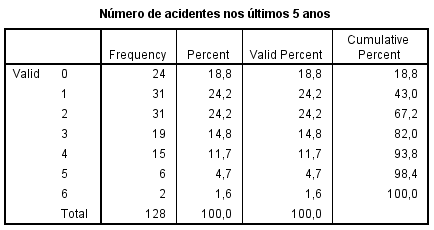 Número de acidentes nos últimos 5 anos
Frequency Percent Valid Percent Cumulative Percent
Valid 0 24 18,8 18,8 18,8
1 31 24,2 24,2 43,0
2 31 24,2 24,2 67,2
3 19 14,8 14,8 82,0
4 15 11,7 11,7 93,8
5 6 4,7 4,7 98,4
6 2 1,6 1,6 100,0
Total 128 100,0 100,0